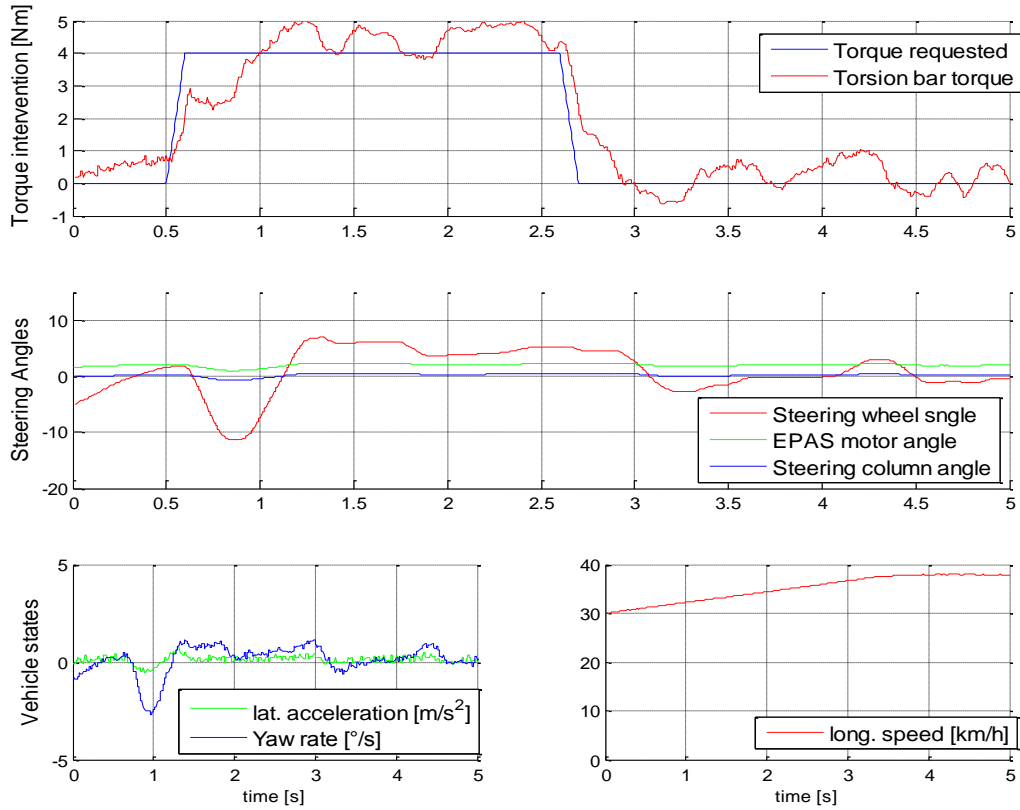 Torque intervention [Nm]
5
4
3
2
1
0
-1
Torque requested
Torsion bar torque
0 0.5 1 1.5 2 2.5 3 3.5 4 4.5 5
Steering Angles
10
0
-10
-20
Steering wheel sngle
EPAS motor angle
Steering column angle
0 0.5 1 1.5 2 2.5 3 3.5 4 4.5 5
Vehicle states
5
0
-5
lat. acceleration [m/s²]
Yaw rate [°/s]
0 1 2 3 4 5
time [s]
40
30
20
10
0
long. speed [km/h]
0 1 2 3 4 5
time [s]